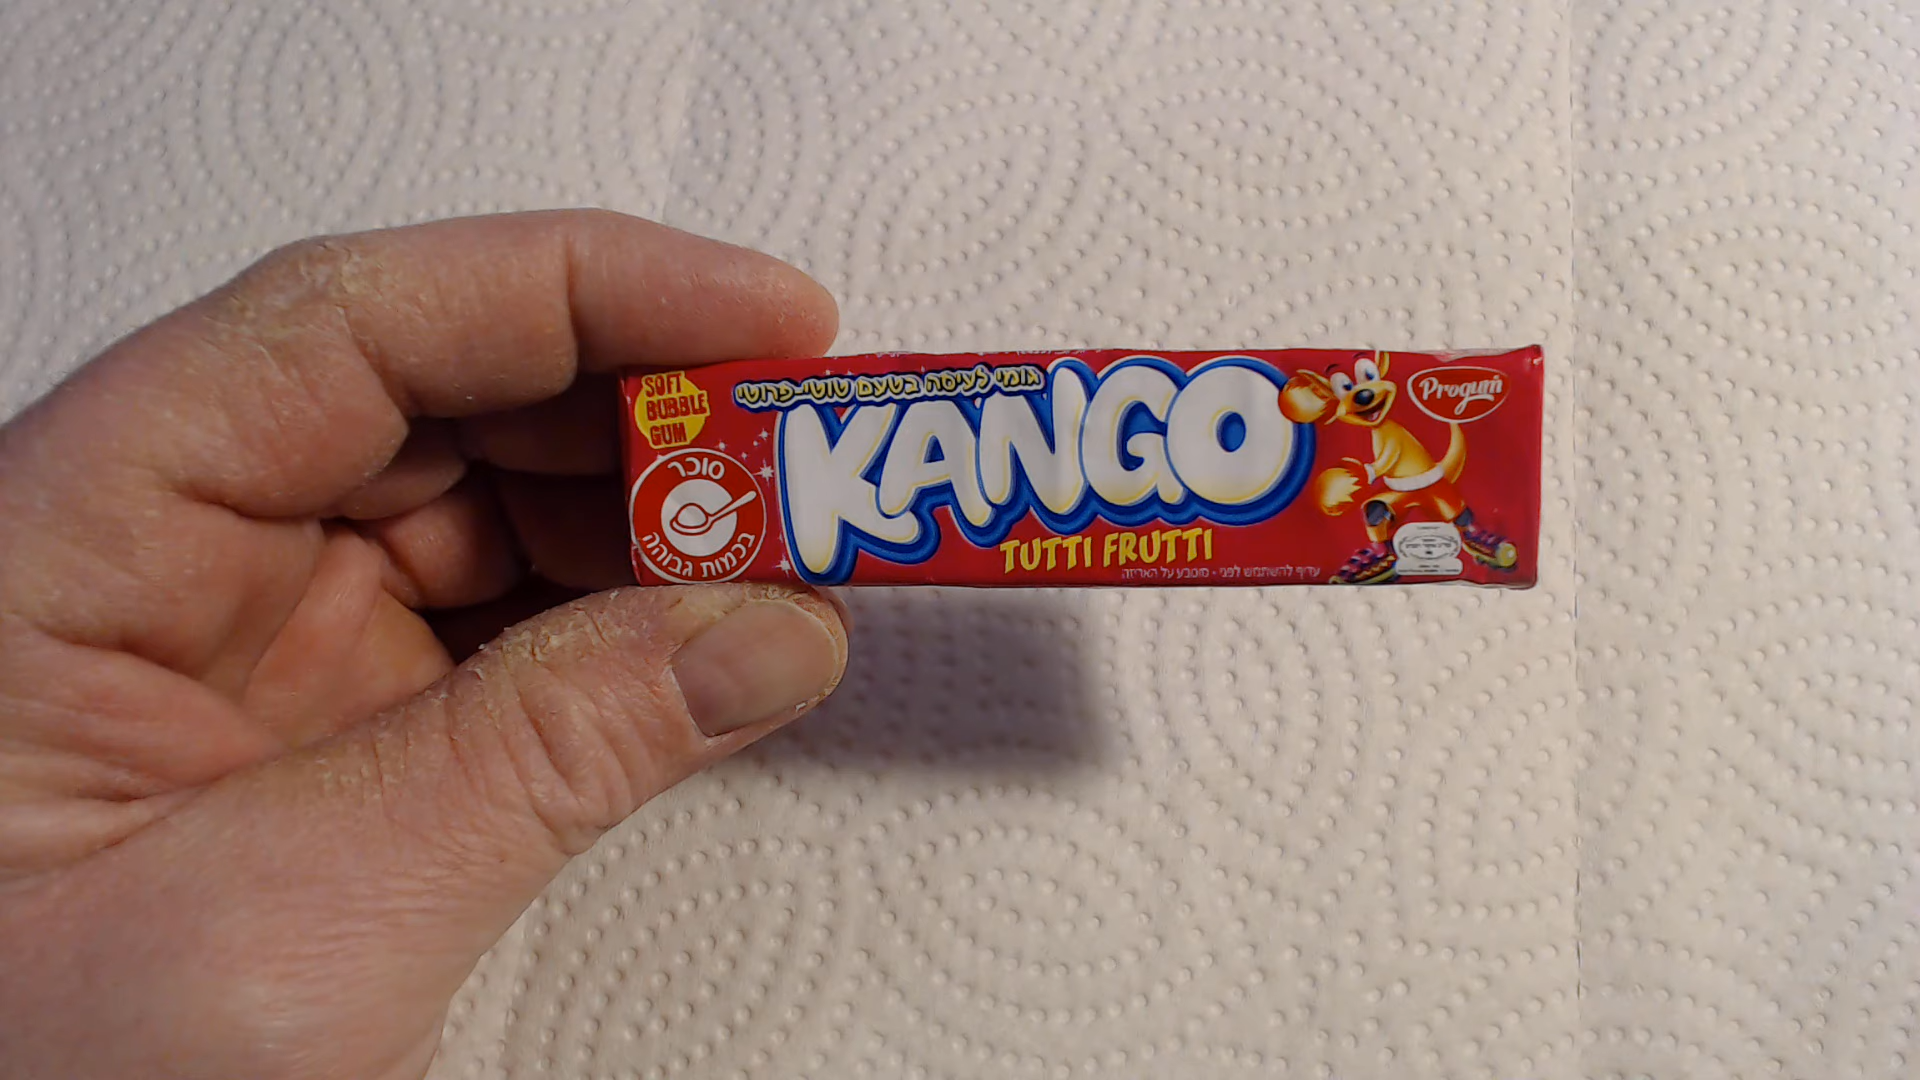 SOFT
BUBBLE
GUM
גומי לעיסה בטעם טוטי-פרוטי
KANGO
Progum
סוכר
בכמות גבוהה
TUTTI FRUTTI
עדיף להשתמש לפני • מוטבע על האריזה